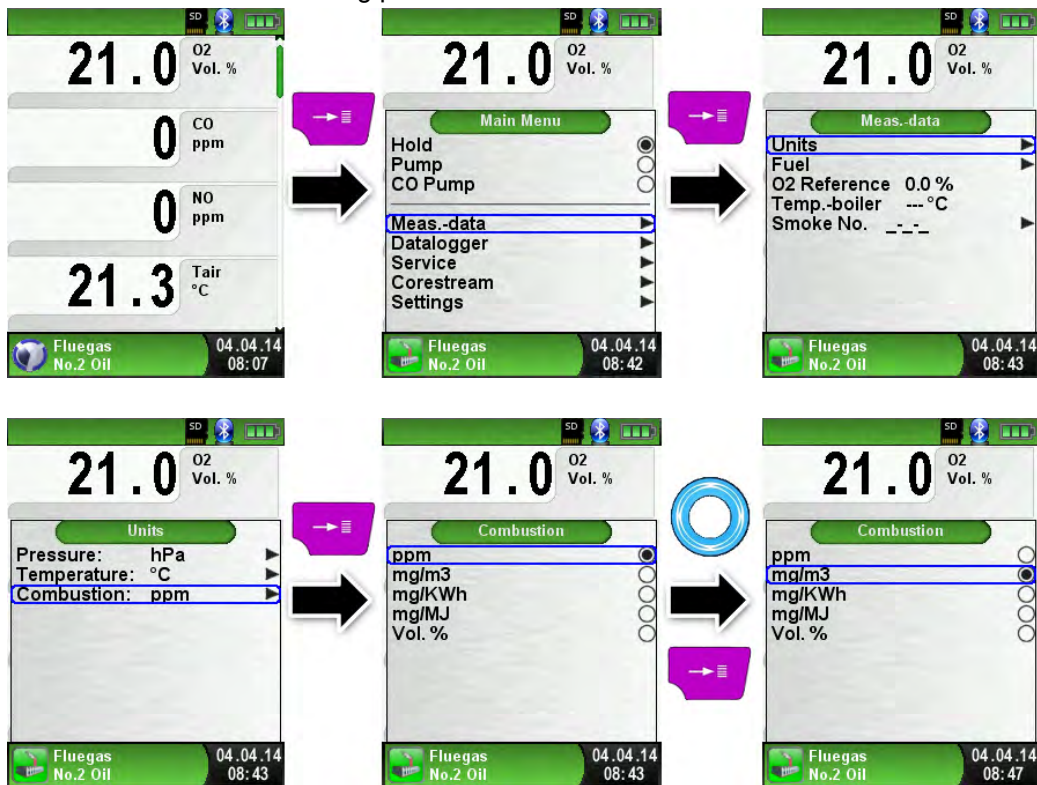 SD
21.0 O2
Vol. %
0 CO
ppm
0 NO
ppm
21.3 Tair
°C
Fluegas 04.04.14
No.2 Oil 08:07
SD
21.0 O2
Vol. %
Main Menu
Hold
Pump
CO Pump
Meas.-data
Datalogger
Service
Corestream
Settings
Fluegas 04.04.14
No.2 Oil 08:42
SD
21.0 O2
Vol. %
Meas.-data
Units
Fuel
O2 Reference 0.0 %
Temp.-boiler ---°C
Smoke No. _-_-_
Fluegas 04.04.14
No.2 Oil 08:43
SD
21.0 O2
Vol. %
Units
Pressure: hPa
Temperature: °C
Combustion: ppm
Fluegas 04.04.14
No.2 Oil 08:43
SD
21.0 O2
Vol. %
Combustion
ppm
mg/m3
mg/KWh
mg/MJ
Vol. %
Fluegas 04.04.14
No.2 Oil 08:43
SD
21.0 O2
Vol. %
Combustion
ppm
mg/m3
mg/KWh
mg/MJ
Vol. %
Fluegas 04.04.14
No.2 Oil 08:47